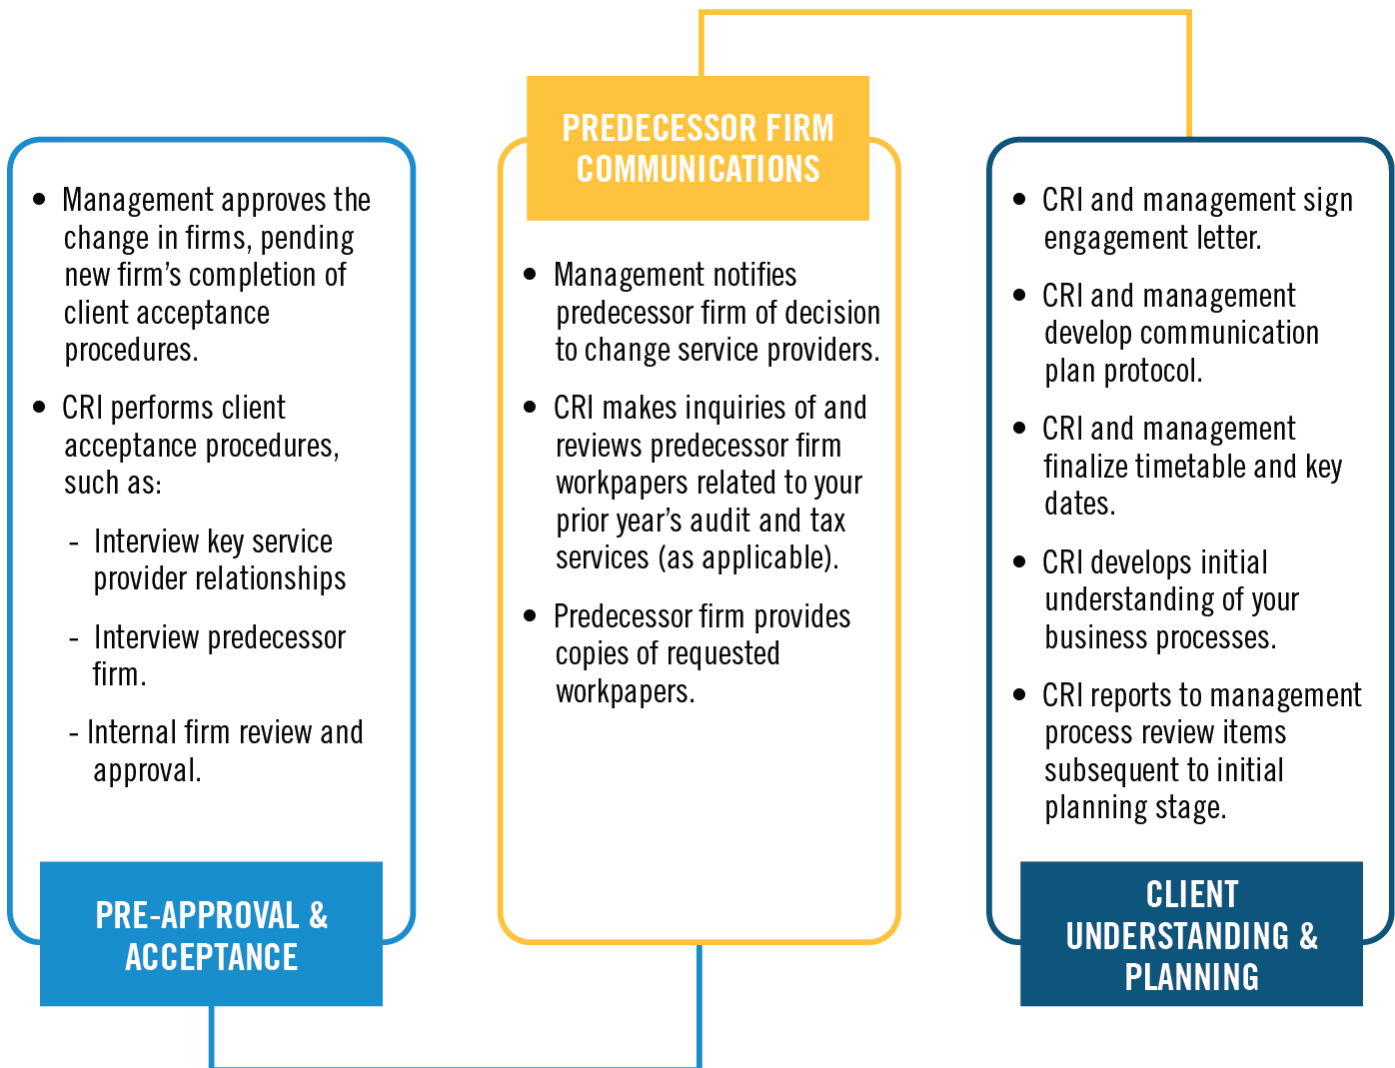 • Management approves the
change in firms, pending
new firm’s completion of
client acceptance
procedures.
• CRI performs client
acceptance procedures,
such as:
- Interview key service
provider relationships
- Interview predecessor
firm.
- Internal firm review and
approval.
PRE-APPROVAL &
ACCEPTANCE
PREDECESSOR FIRM
COMMUNICATIONS
• Management notifies
predecessor firm of decision
to change service providers.
• CRI makes inquiries of and
reviews predecessor firm
workpapers related to your
prior year’s audit and tax
services (as applicable).
• Predecessor firm provides
copies of requested
workpapers.
• CRI and management sign
engagement letter.
• CRI and management
develop communication
plan protocol.
• CRI and management
finalize timetable and key
dates.
• CRI develops initial
understanding of your
business processes.
• CRI reports to management
process review items
subsequent to initial
planning stage.
CLIENT
UNDERSTANDING &
PLANNING